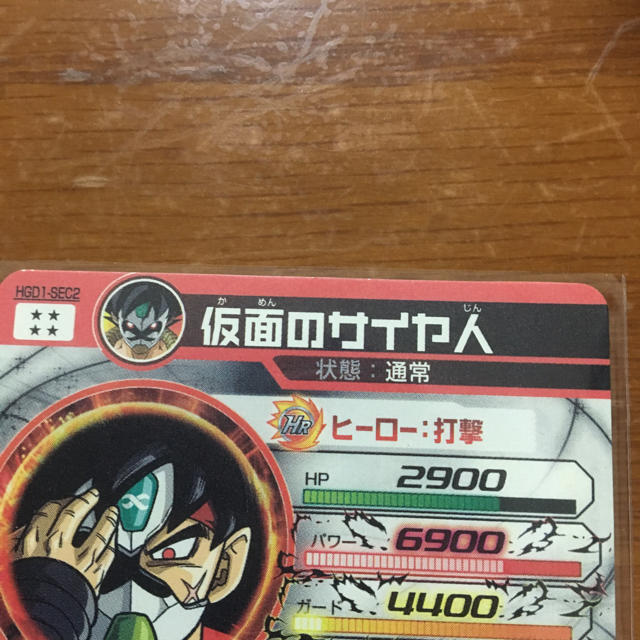 HGD1-SEC2
かめん じん
仮面のサイヤ人
状態：通常
HR ヒーロー：打撃
HP 2900
パワー 6900
ガード 4400